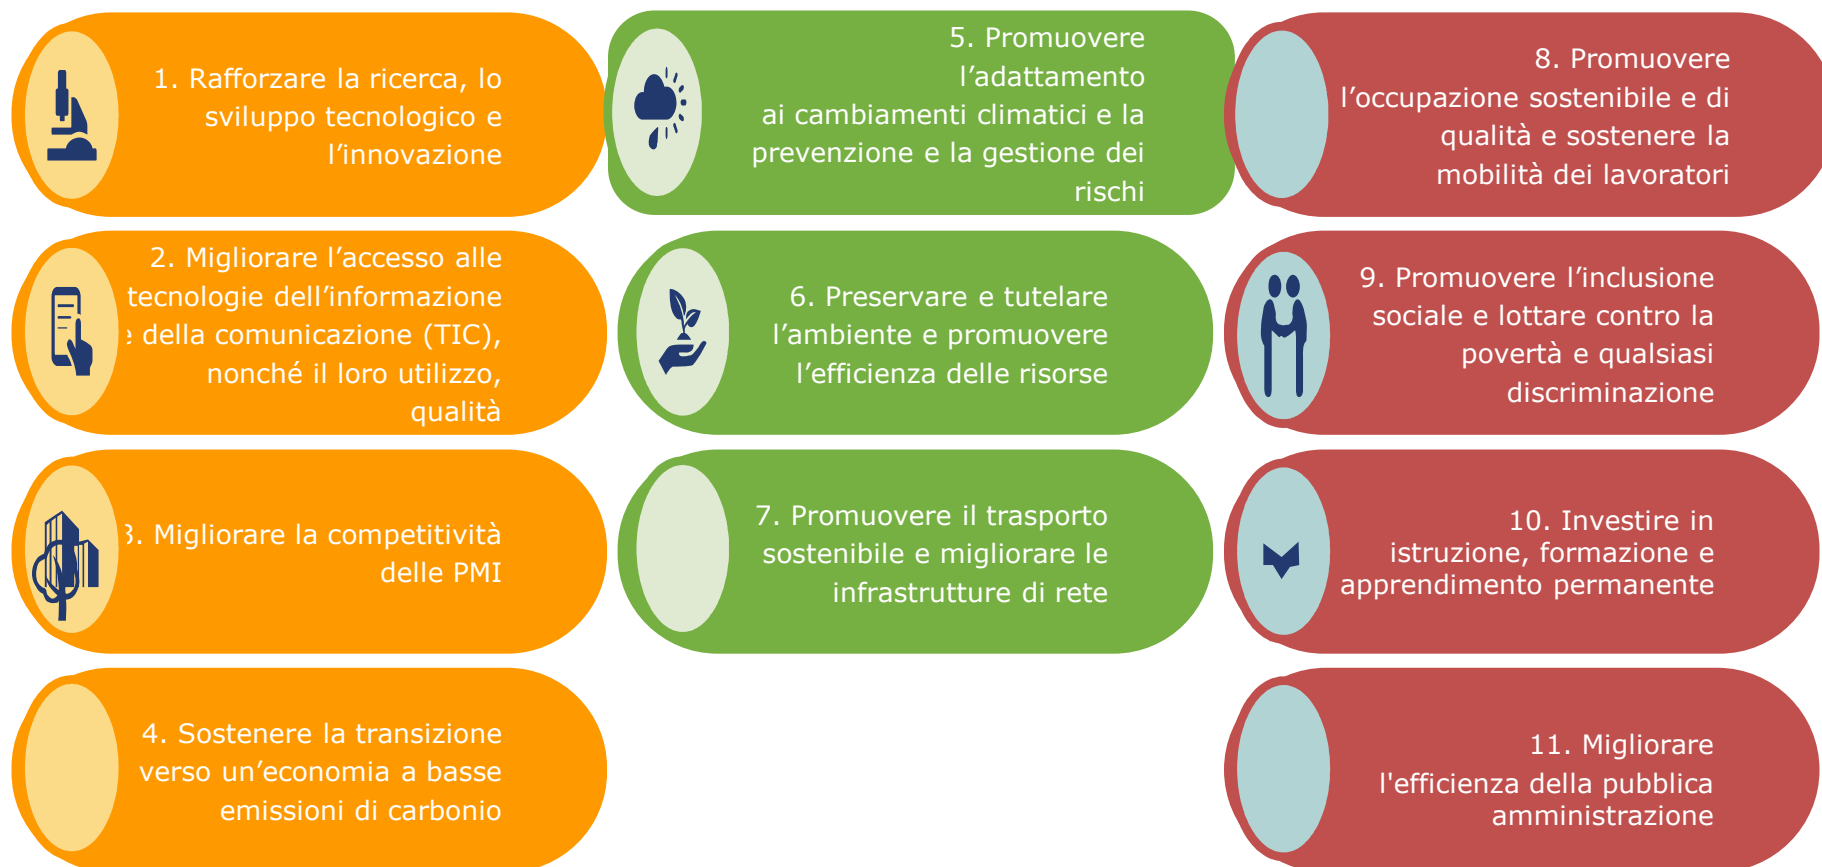 1. Rafforzare la ricerca, lo
sviluppo tecnologico e
l’innovazione
2. Migliorare l’accesso alle
tecnologie dell’informazione
e della comunicazione (TIC),
nonché il loro utilizzo,
qualità
3. Migliorare la competitività
delle PMI
4. Sostenere la transizione
verso un’economia a basse
emissioni di carbonio
5. Promuovere
l’adattamento
ai cambiamenti climatici e la
prevenzione e la gestione dei
rischi
6. Preservare e tutelare
l’ambiente e promuovere
l’efficienza delle risorse
7. Promuovere il trasporto
sostenibile e migliorare le
infrastrutture di rete
8. Promuovere
l’occupazione sostenibile e di
qualità e sostenere la
mobilità dei lavoratori
9. Promuovere l’inclusione
sociale e lottare contro la
povertà e qualsiasi
discriminazione
10. Investire in
istruzione, formazione e
apprendimento permanente
11. Migliorare
l'efficienza della pubblica
amministrazione